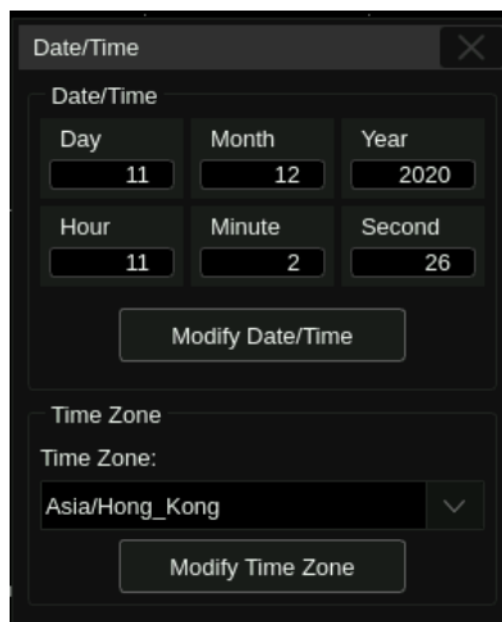 Date/Time
Date/Time
Day Month Year
11 12 2020
Hour Minute Second
11 2 26
Modify Date/Time
Time Zone
Time Zone:
Asia/Hong_Kong
Modify Time Zone